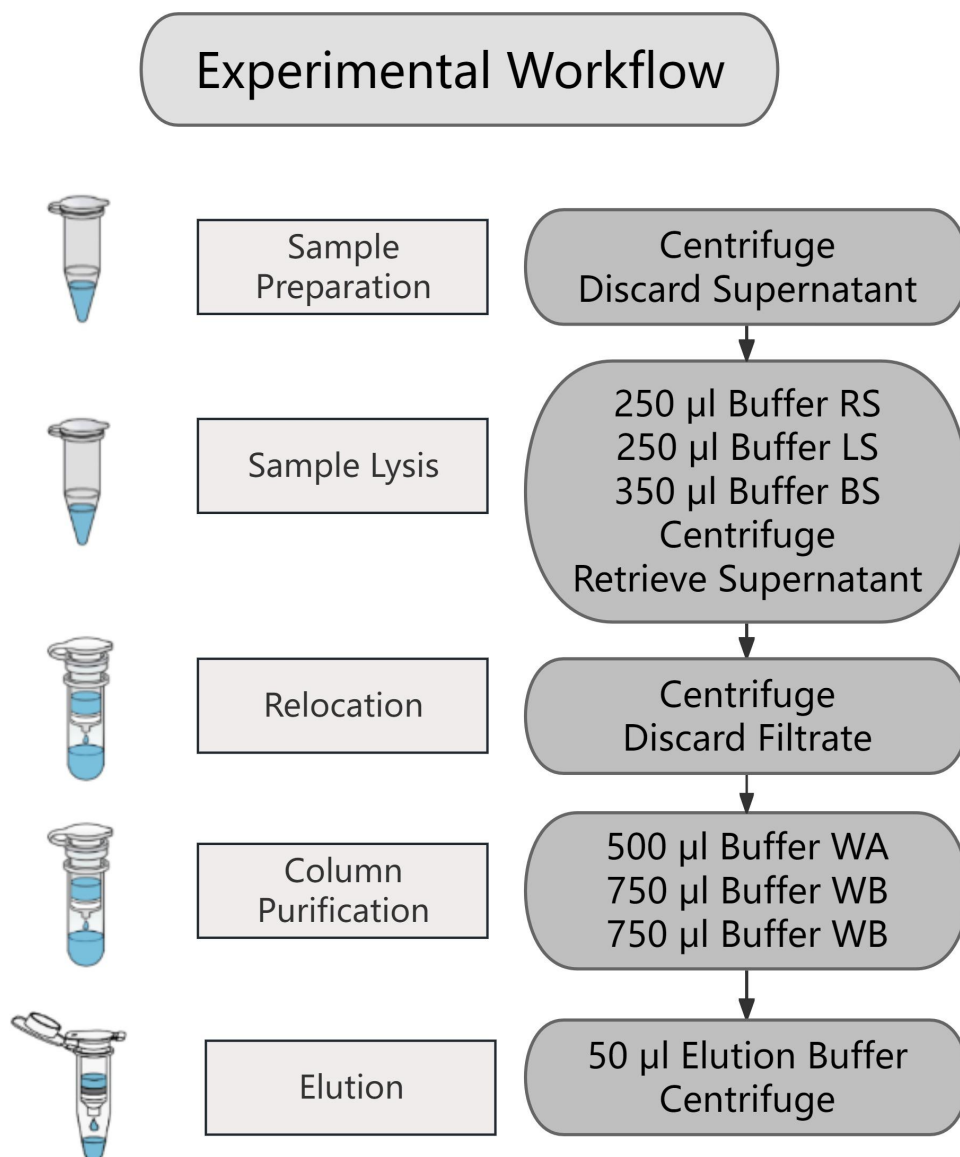 Experimental Workflow
Sample
Preparation
Centrifuge
Discard Supernatant
Sample Lysis
250 µl Buffer RS
250 µl Buffer LS
350 µl Buffer BS
Centrifuge
Retrieve Supernatant
Relocation
Centrifuge
Discard Filtrate
Column
Purification
500 µl Buffer WA
750 µl Buffer WB
750 µl Buffer WB
Elution
50 µl Elution Buffer
Centrifuge